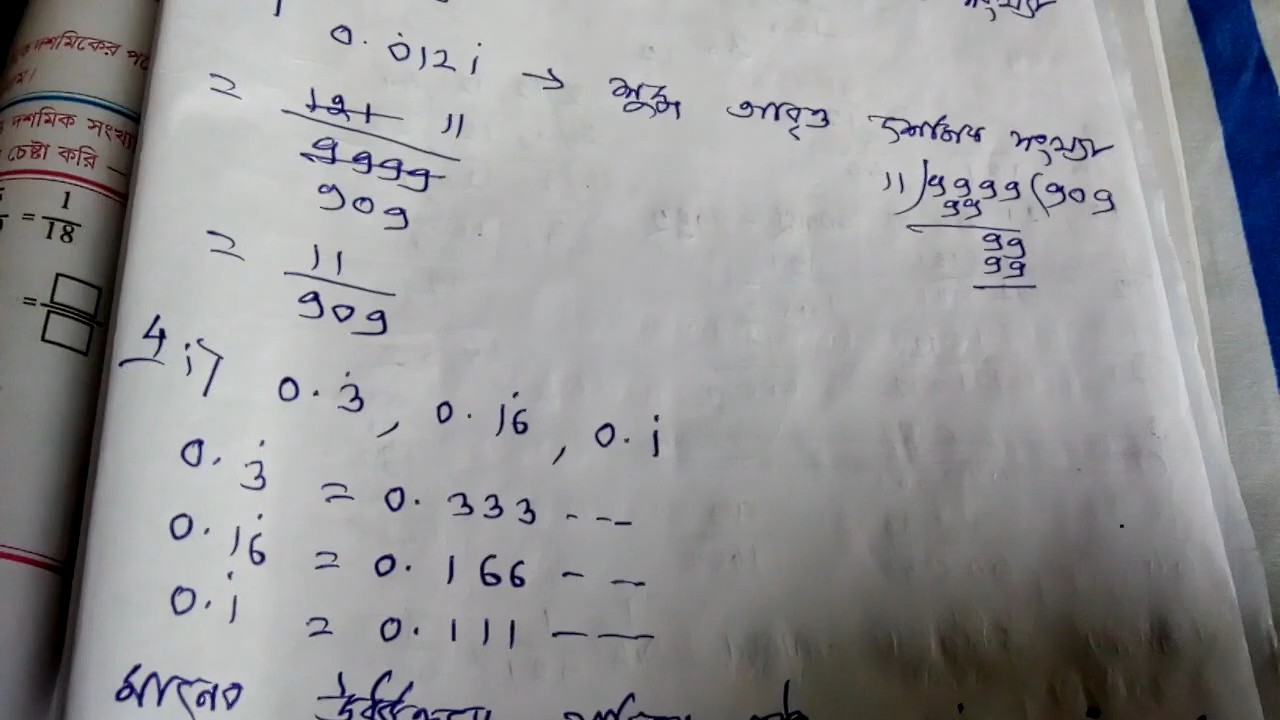 দশমিকের
দশমিক সংখ্যা
চেষ্টা করি
= 1/18
=
0. 0̇12i̇ → শুদ্ধ আবৃত্ত দশমিক সংখ্যা
= 121 11
9999
909
11)9999(909
99
99
99
= 11
909
4 i)
0.3̇ , 0.16̇ , 0.1̇
0.3̇ = 0.333 ---
0.16̇ = 0.166 --
0.1̇ = 0.111 --
মানের